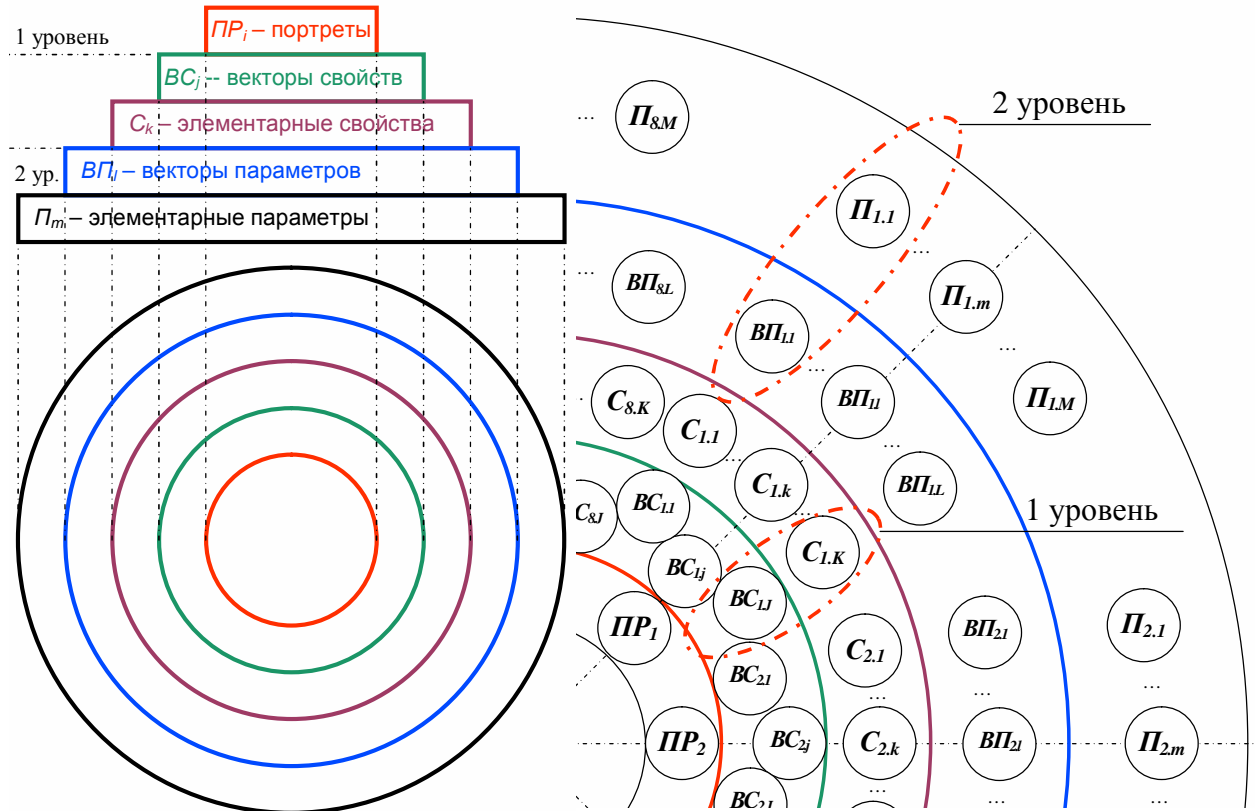 ПРi – портреты
1 уровень
ВСj -- векторы свойств
Сk – элементарные свойства
ВПl – векторы параметров
2 ур.
Пm – элементарные параметры
2 уровень
... П8.M
П1.1
...
П1.m
...
П1.M
... ВП8.L
ВП1.1
...
ВП1.l
...
ВП1.L
1 уровень
С8.K
С1.1
...
С1.k
...
С1.K
С8.J
ВС1.1
ВС1.j
ВС1.J
ПР1
ВС2.1
С2.1
ВП2.1
П2.1
... ... ...
ПР2
ВС2.j
С2.k
ВП2.l
П2.m
... ... ...
ВС2.1